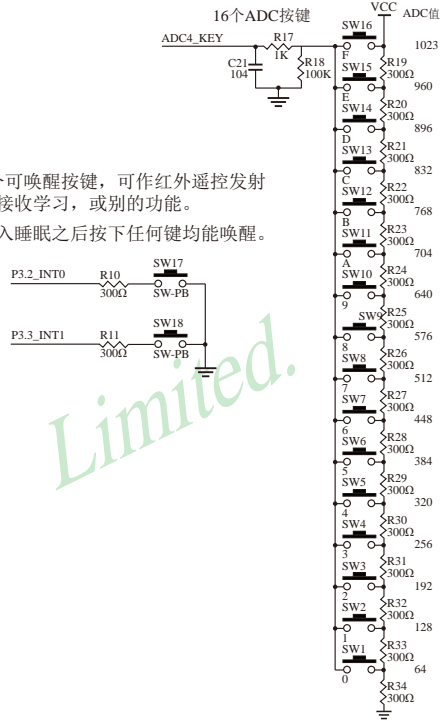 16个ADC按键
VCC
ADC值
ADC4_KEY
R17
1K
C21
104
R18
100K
SW16
F
1023
R19
300Ω
SW15
E
960
R20
300Ω
SW14
D
896
R21
300Ω
SW13
C
832
R22
300Ω
SW12
B
768
R23
300Ω
SW11
A
704
R24
300Ω
SW10
9
640
R25
300Ω
SW9
8
576
R26
300Ω
SW8
7
512
R27
300Ω
SW7
6
448
R28
300Ω
SW6
5
384
R29
300Ω
SW5
4
320
R30
300Ω
SW4
3
256
R31
300Ω
SW3
2
192
R32
300Ω
SW2
1
128
R33
300Ω
SW1
0
64
R34
300Ω
可唤醒按键，可作红外遥控发射
接收学习，或别的功能。
入睡眠之后按下任何键均能唤醒。
P3.2_INT0
R10
300Ω
SW17
SW-PB
P3.3_INT1
R11
300Ω
SW18
SW-PB
Limited.